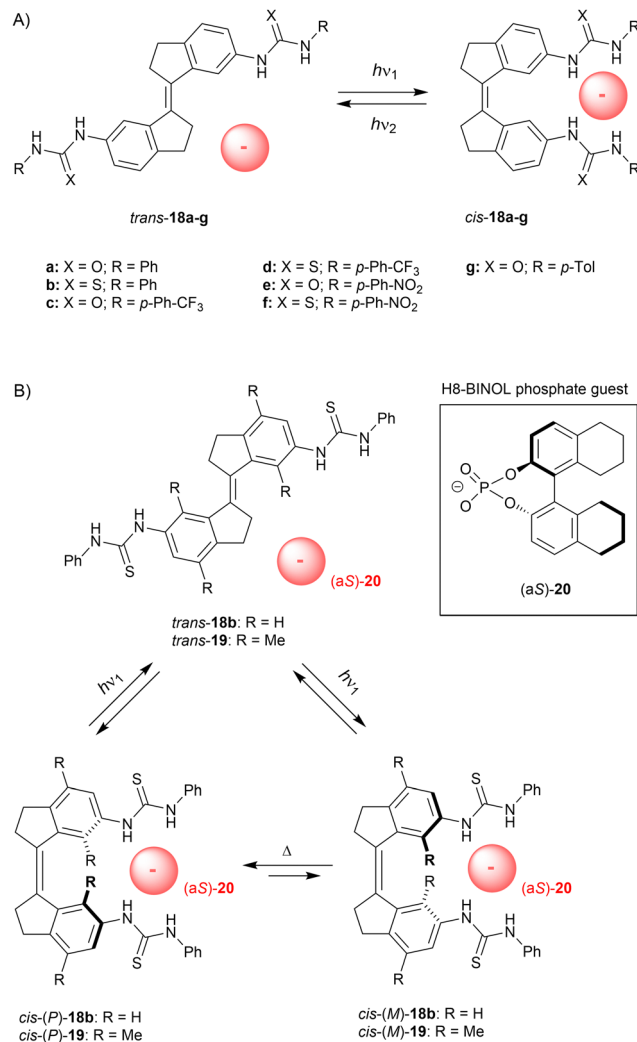 A)
X
R
N
H
N
H
hν1
hν2
H
N
H
N
R
X
-
trans-18a-g
X
R
N
H
N
H
-
N
H
N
H
R
X
cis-18a-g
a: X = O; R = Ph
b: X = S; R = Ph
c: X = O; R = p-Ph-CF3
d: X = S; R = p-Ph-CF3
e: X = O; R = p-Ph-NO2
f: X = S; R = p-Ph-NO2
g: X = O; R = p-Tol
B)
R
S
Ph
N
H
N
H
R
R
H
N
H
N
Ph
S
R
-
(aS)-20
trans-18b: R = H
trans-19: R = Me
H8-BINOL phosphate guest
O
⊖
P
O
O
O
(aS)-20
hν1
hν1
R
S
Ph
N
H
N
H
R
R
-
(aS)-20
N
H
N
H
Ph
R
S
cis-(P)-18b: R = H
cis-(P)-19: R = Me
Δ
R
S
Ph
N
H
N
H
R
R
-
(aS)-20
N
H
N
H
Ph
R
S
cis-(M)-18b: R = H
cis-(M)-19: R = Me